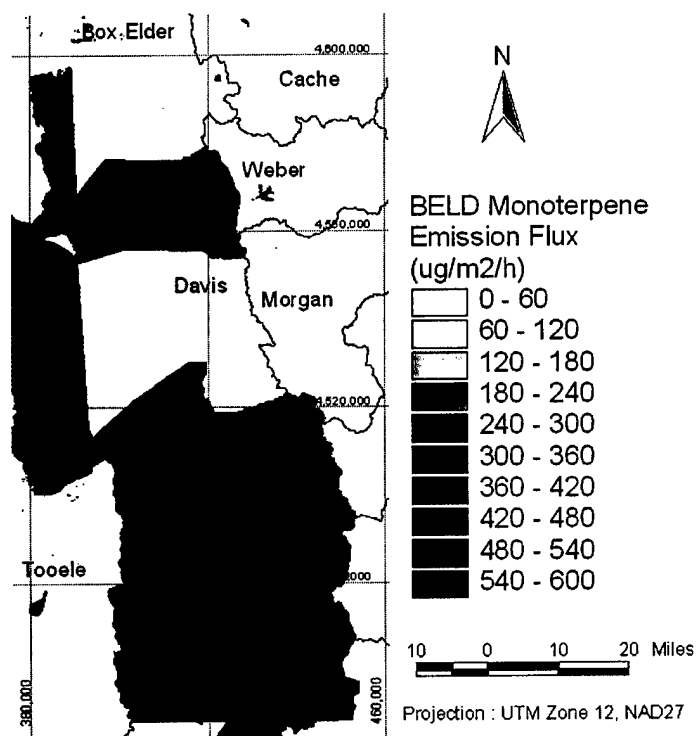 Box Elder
4,600,000
Cache
N
Weber
4,560,000
BELD Monoterpene
Emission Flux
(ug/m2/h)
Davis
Morgan
0 - 60
60 - 120
120 - 180
180 - 240
240 - 300
300 - 360
360 - 420
420 - 480
480 - 540
540 - 600
4,520,000
Tooele
10 0 10 20 Miles
380,000
460,000
Projection : UTM Zone 12, NAD27